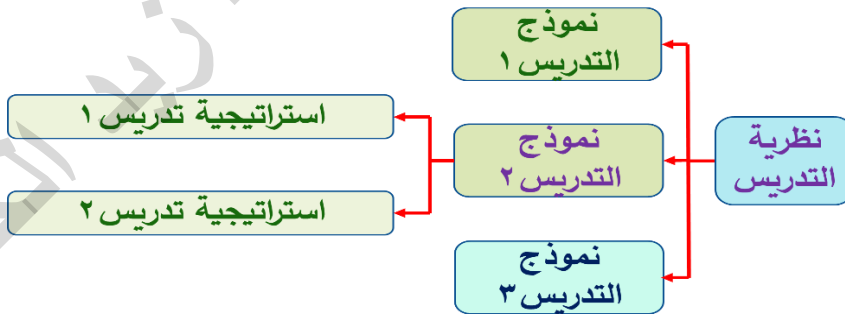 نظرية
التدريس
نموذج
التدريس ١
نموذج
التدريس ٢
نموذج
التدريس ٣
استراتيجية تدريس ١
استراتيجية تدريس ٢